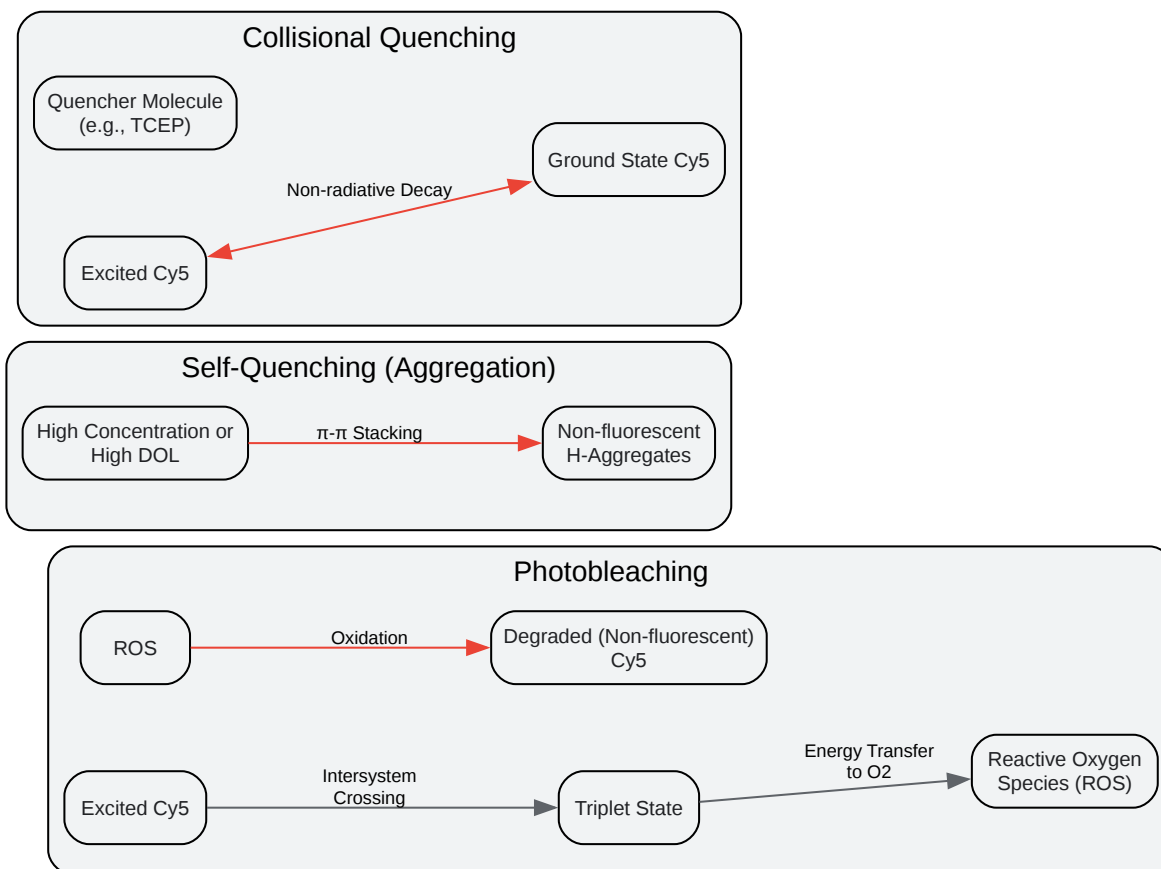 Collisional Quenching
Quencher Molecule
(e.g., TCEP)
Ground State Cy5
Non-radiative Decay
Excited Cy5
Self-Quenching (Aggregation)
High Concentration or
High DOL
π-π Stacking
Non-fluorescent
H-Aggregates
Photobleaching
ROS
Oxidation
Degraded (Non-fluorescent)
Cy5
Excited Cy5
Intersystem
Crossing
Triplet State
Energy Transfer
to O2
Reactive Oxygen
Species (ROS)